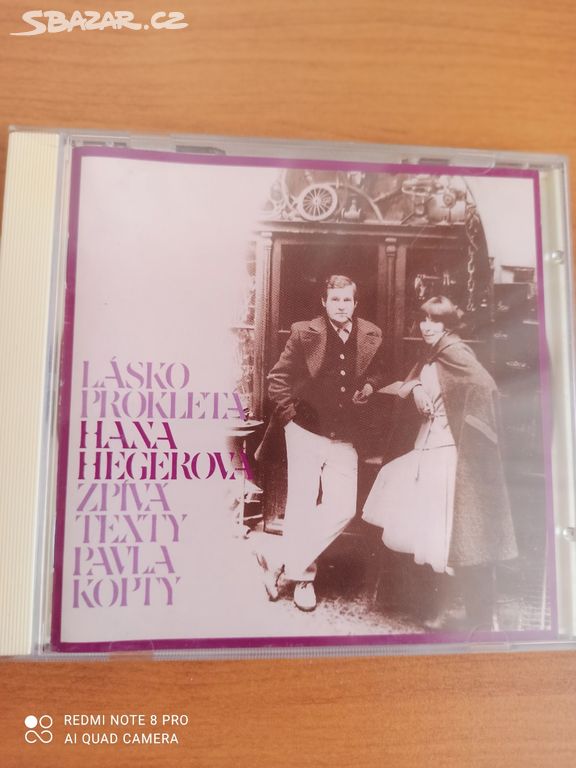 SBAZAR.CZ
LÁSKO
PROKLETÁ
HANA
HEGEROVÁ
ZPÍVÁ
TEXTY
PAVLA
KOPTY
REDMI NOTE 8 PRO
AI QUAD CAMERA